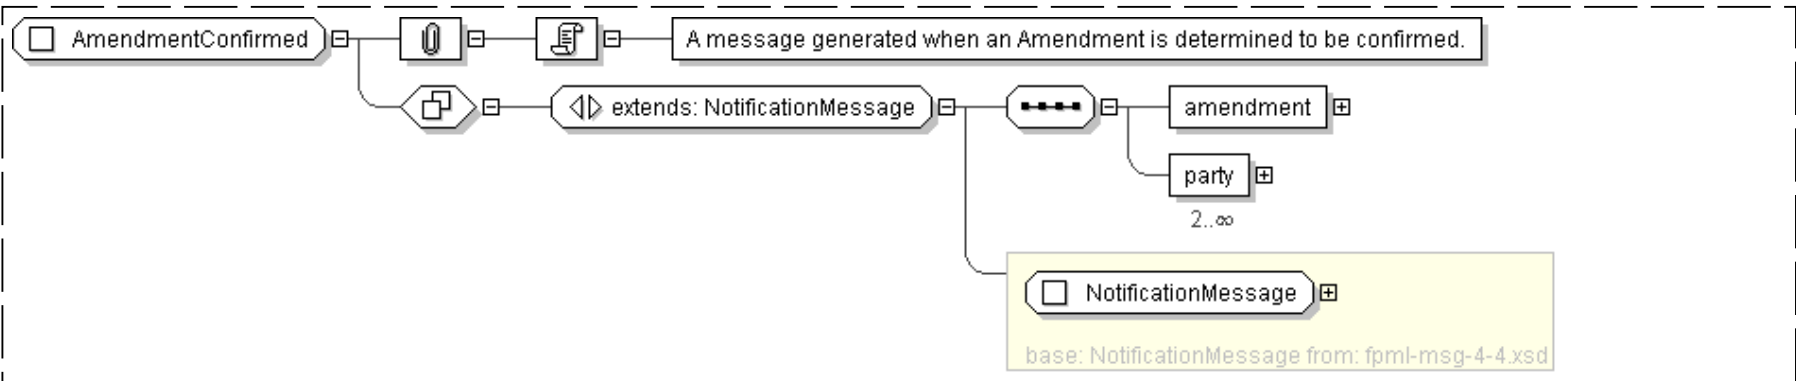 AmendmentConfirmed
A message generated when an Amendment is determined to be confirmed.
extends: NotificationMessage
amendment
party
2..∞
NotificationMessage
base: NotificationMessage from: fpml-msg-4-4.xsd